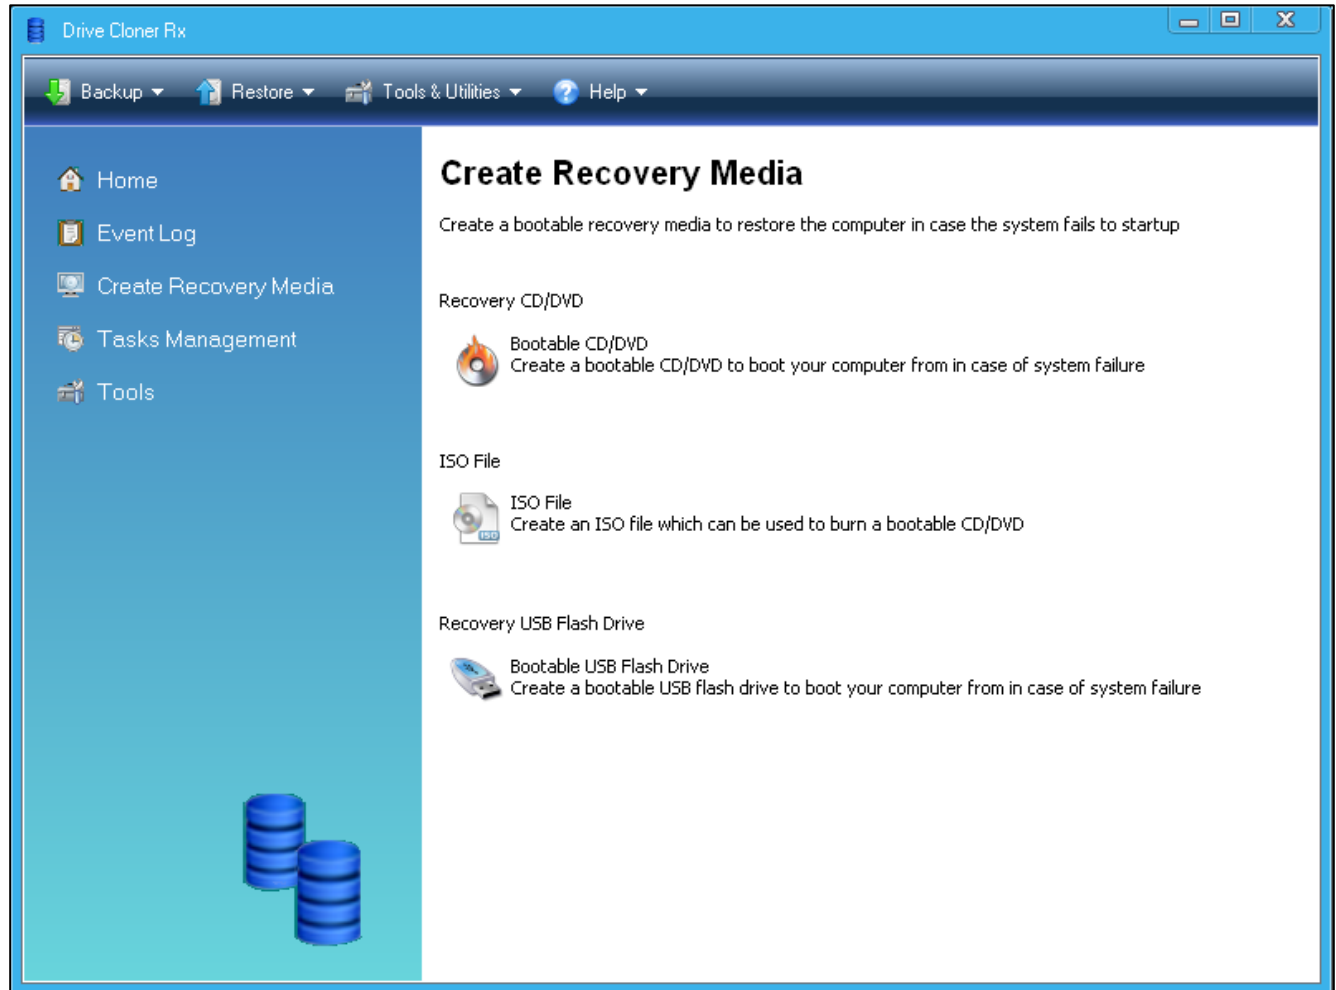 Drive Cloner Rx
Backup
Restore
Tools & Utilities
Help
Home
Event Log
Create Recovery Media
Tasks Management
Tools
Create Recovery Media
Create a bootable recovery media to restore the computer in case the system fails to startup
Recovery CD/DVD
Bootable CD/DVD
Create a bootable CD/DVD to boot your computer from in case of system failure
ISO File
ISO File
Create an ISO file which can be used to burn a bootable CD/DVD
ISO
Recovery USB Flash Drive
Bootable USB Flash Drive
Create a bootable USB flash drive to boot your computer from in case of system failure